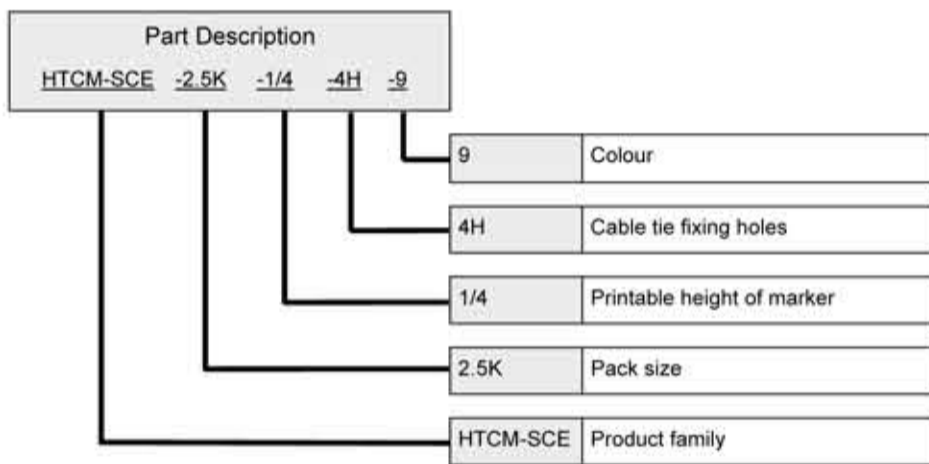 Part Description
HTCM-SCE -2.5K -1/4 -4H -9
9 Colour
4H Cable tie fixing holes
1/4 Printable height of marker
2.5K Pack size
HTCM-SCE Product family